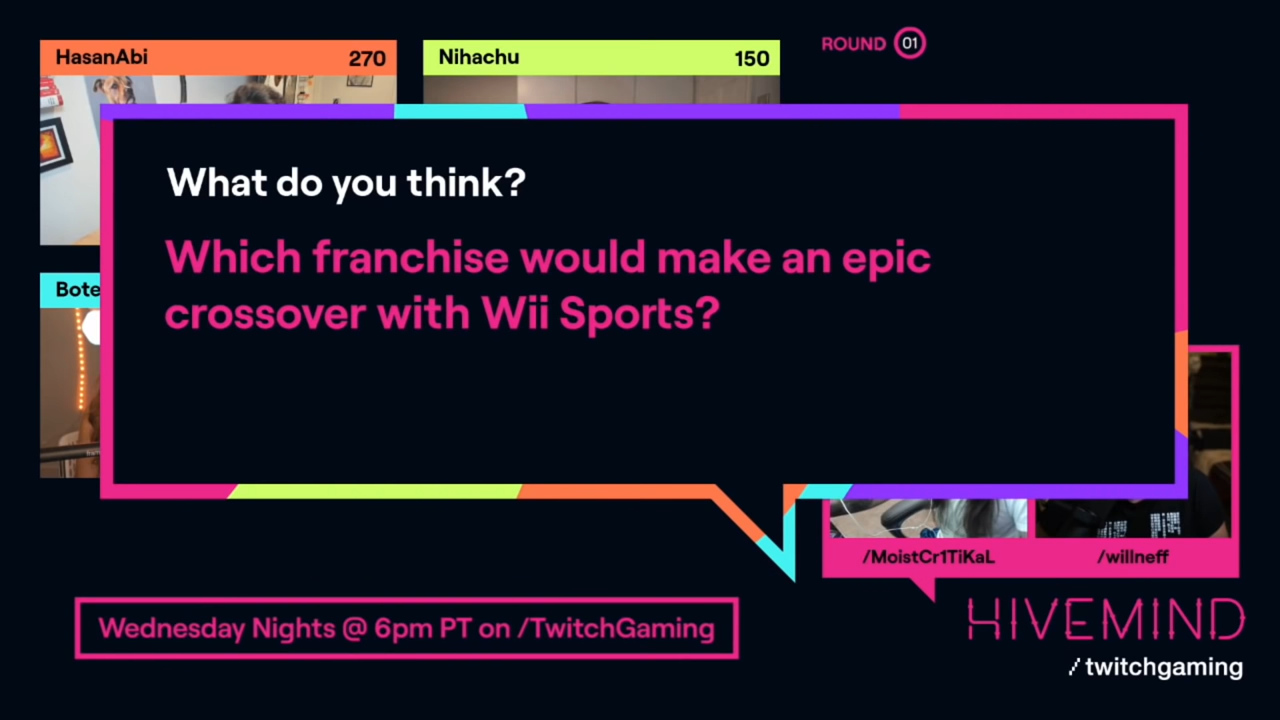 HasanAbi 270
Nihachu 150
ROUND 01
What do you think?
Which franchise would make an epic
crossover with Wii Sports?
Bote
/MoistCr1TiKaL
/willneff
Wednesday Nights @ 6pm PT on /TwitchGaming
HIVEMIND
/twitchgaming